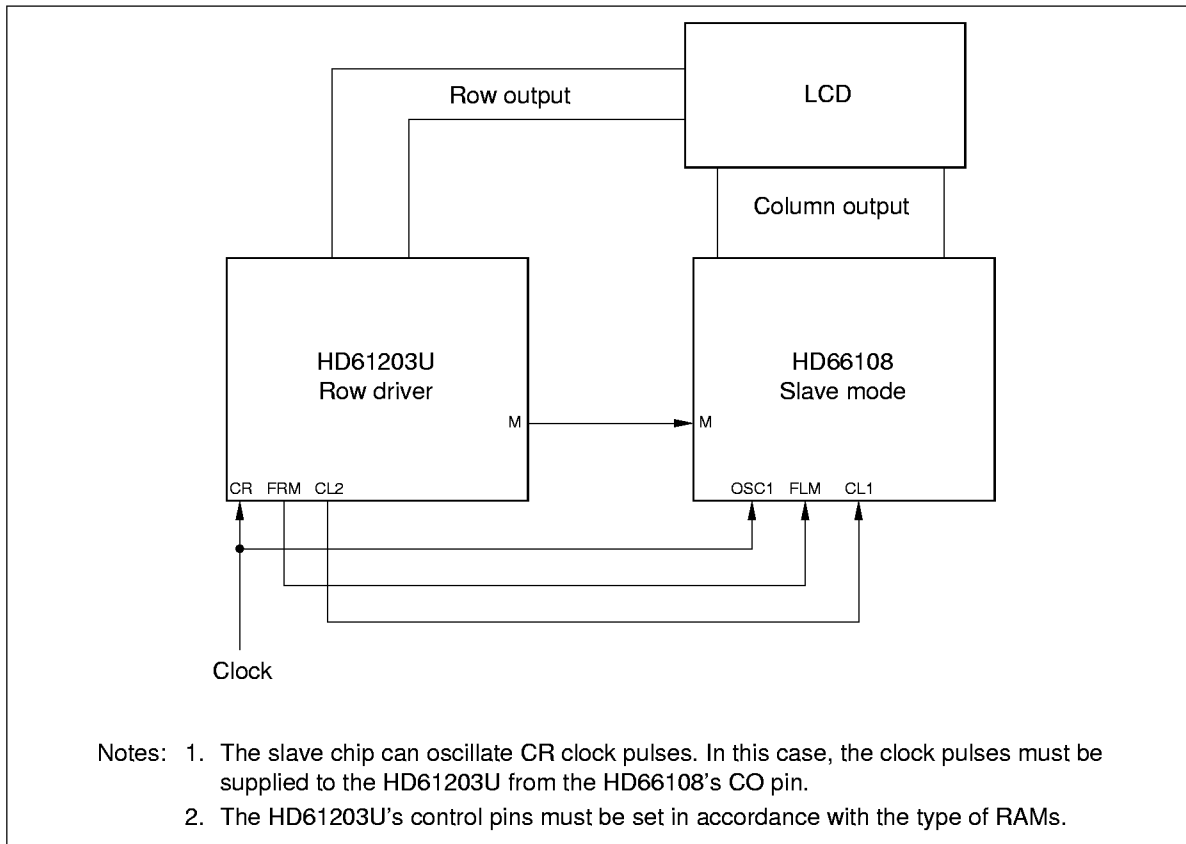 LCD
Row output
Column output
HD61203U
Row driver
HD66108
Slave mode
M
M
CR FRM CL2
OSC1 FLM CL1
Clock
Notes: 1. The slave chip can oscillate CR clock pulses. In this case, the clock pulses must be
supplied to the HD61203U from the HD66108's CO pin.
2. The HD61203U's control pins must be set in accordance with the type of RAMs.